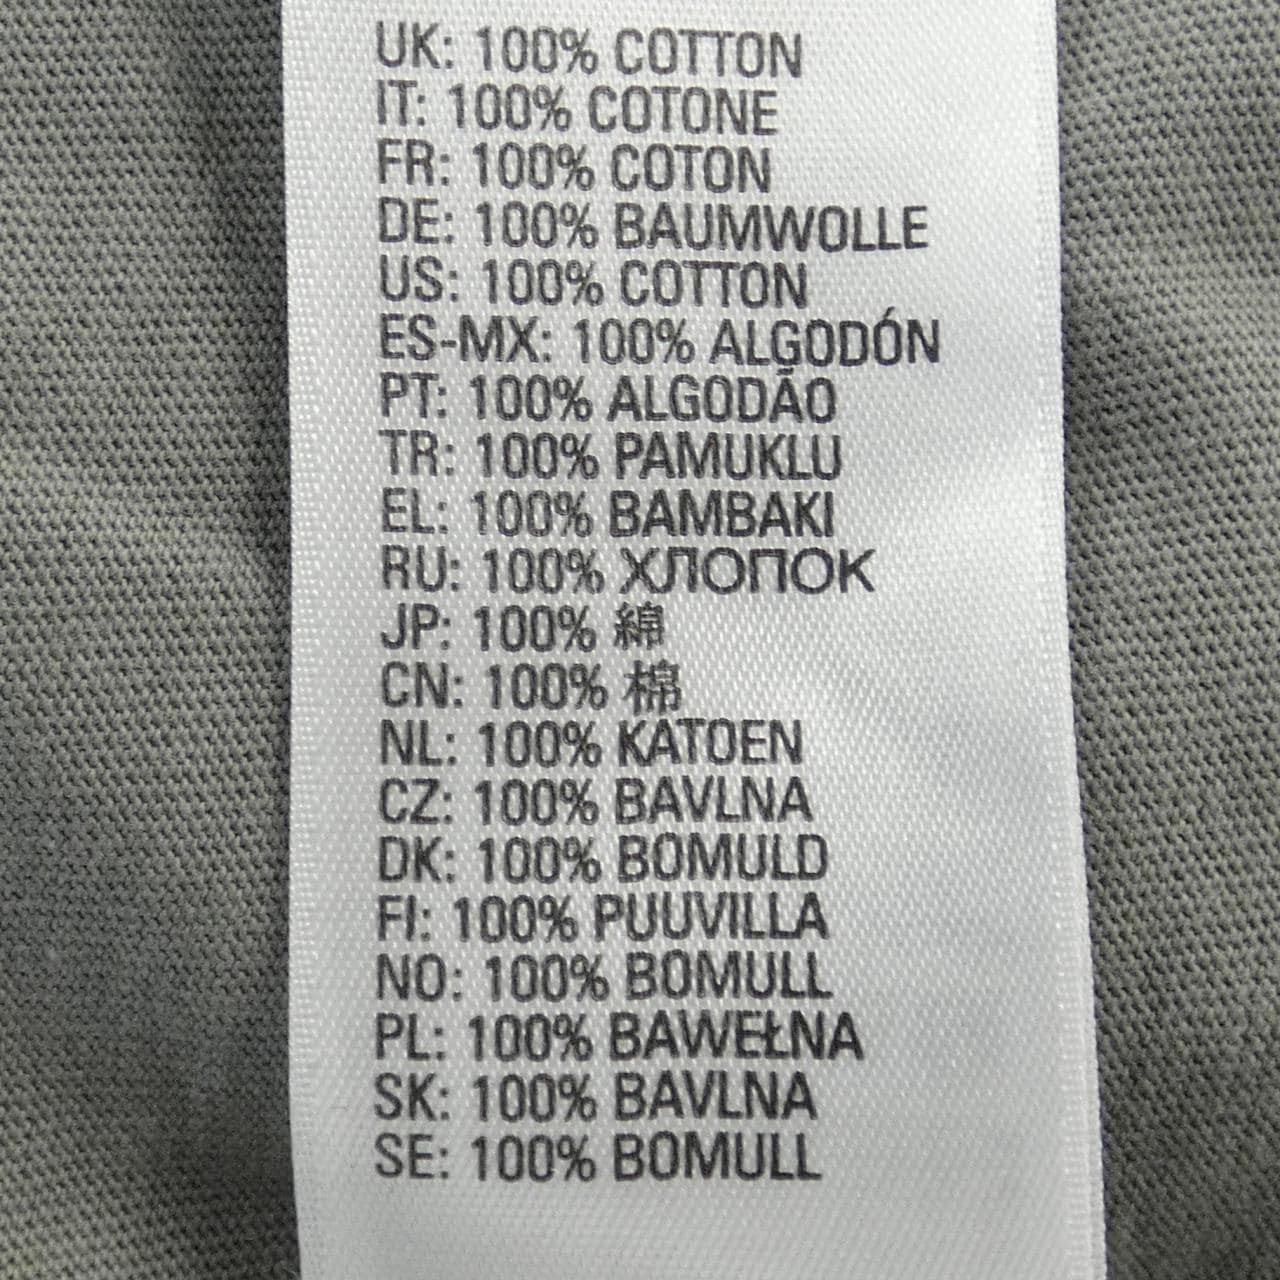 UK: 100% COTTON
IT: 100% COTONE
FR: 100% COTON
DE: 100% BAUMWOLLE
US: 100% COTTON
ES-MX: 100% ALGODÓN
PT: 100% ALGODÃO
TR: 100% PAMUKLU
EL: 100% BAMBAKI
RU: 100% ХЛОПОК
JP: 100% 綿
CN: 100% 棉
NL: 100% KATOEN
CZ: 100% BAVLNA
DK: 100% BOMULD
FI: 100% PUUVILLA
NO: 100% BOMULL
PL: 100% BAWEŁNA
SK: 100% BAVLNA
SE: 100% BOMULL